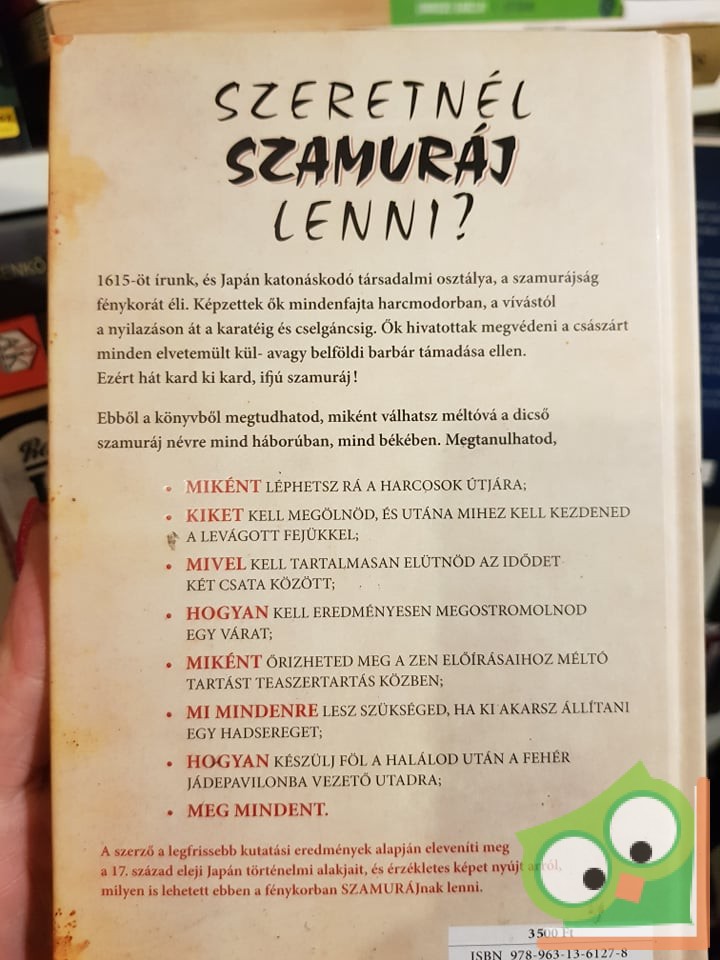 SZERETNÉL
SZAMURÁJ
LENNI?
1615-öt írunk, és Japán katonáskodó társadalmi osztálya, a szamurájság
fénykorát éli. Képzettek ők mindenfajta harcmodorban, a vívástól
a nyilazáson át a karatéig és cselgáncsig. Ők hivatottak megvédeni a császárt
minden elvetemült kül- avagy belföldi barbár támadása ellen.
Ezért hát kard ki kard, ifjú szamuráj!
Ebből a könyvből megtudhatod, miként válhatsz méltóvá a dicső
szamuráj névre mind háborúban, mind békében. Megtanulhatod,
• MIKÉNT LÉPHETSZ RÁ A HARCOSOK ÚTJÁRA;
• KIKET KELL MEGÖLNÖD, ÉS UTÁNA MIHEZ KELL KEZDENED
A LEVÁGOTT FEJÜKKEL;
• MIVEL KELL TARTALMASAN ELÜTNÖD AZ IDŐDET
KÉT CSATA KÖZÖTT;
• HOGYAN KELL EREDMÉNYESEN MEGOSTROMOLNOD
EGY VÁRAT;
• MIKÉNT ŐRIZHETED MEG A ZEN ELŐÍRÁSAIHOZ MÉLTÓ
TARTÁST TEASZERTARTÁS KÖZBEN;
• MI MINDENRE LESZ SZÜKSÉGED, HA KI AKARSZ ÁLLÍTANI
EGY HADSEREGET;
• HOGYAN KÉSZÜLJ FÖL A HALÁLOD UTÁN A FEHÉR
JÁDEPAVILONBA VEZETŐ UTADRA;
• MEG MINDENT.
A szerző a legfrissebb kutatási eredmények alapján eleveníti meg
a 17. század eleji Japán történelmi alakjait, és érzékletes képet nyújt arról,
milyen is lehetett ebben a fénykorban SZAMURÁJnak lenni.
3500 Ft
ISBN 978-963-13-6127-8